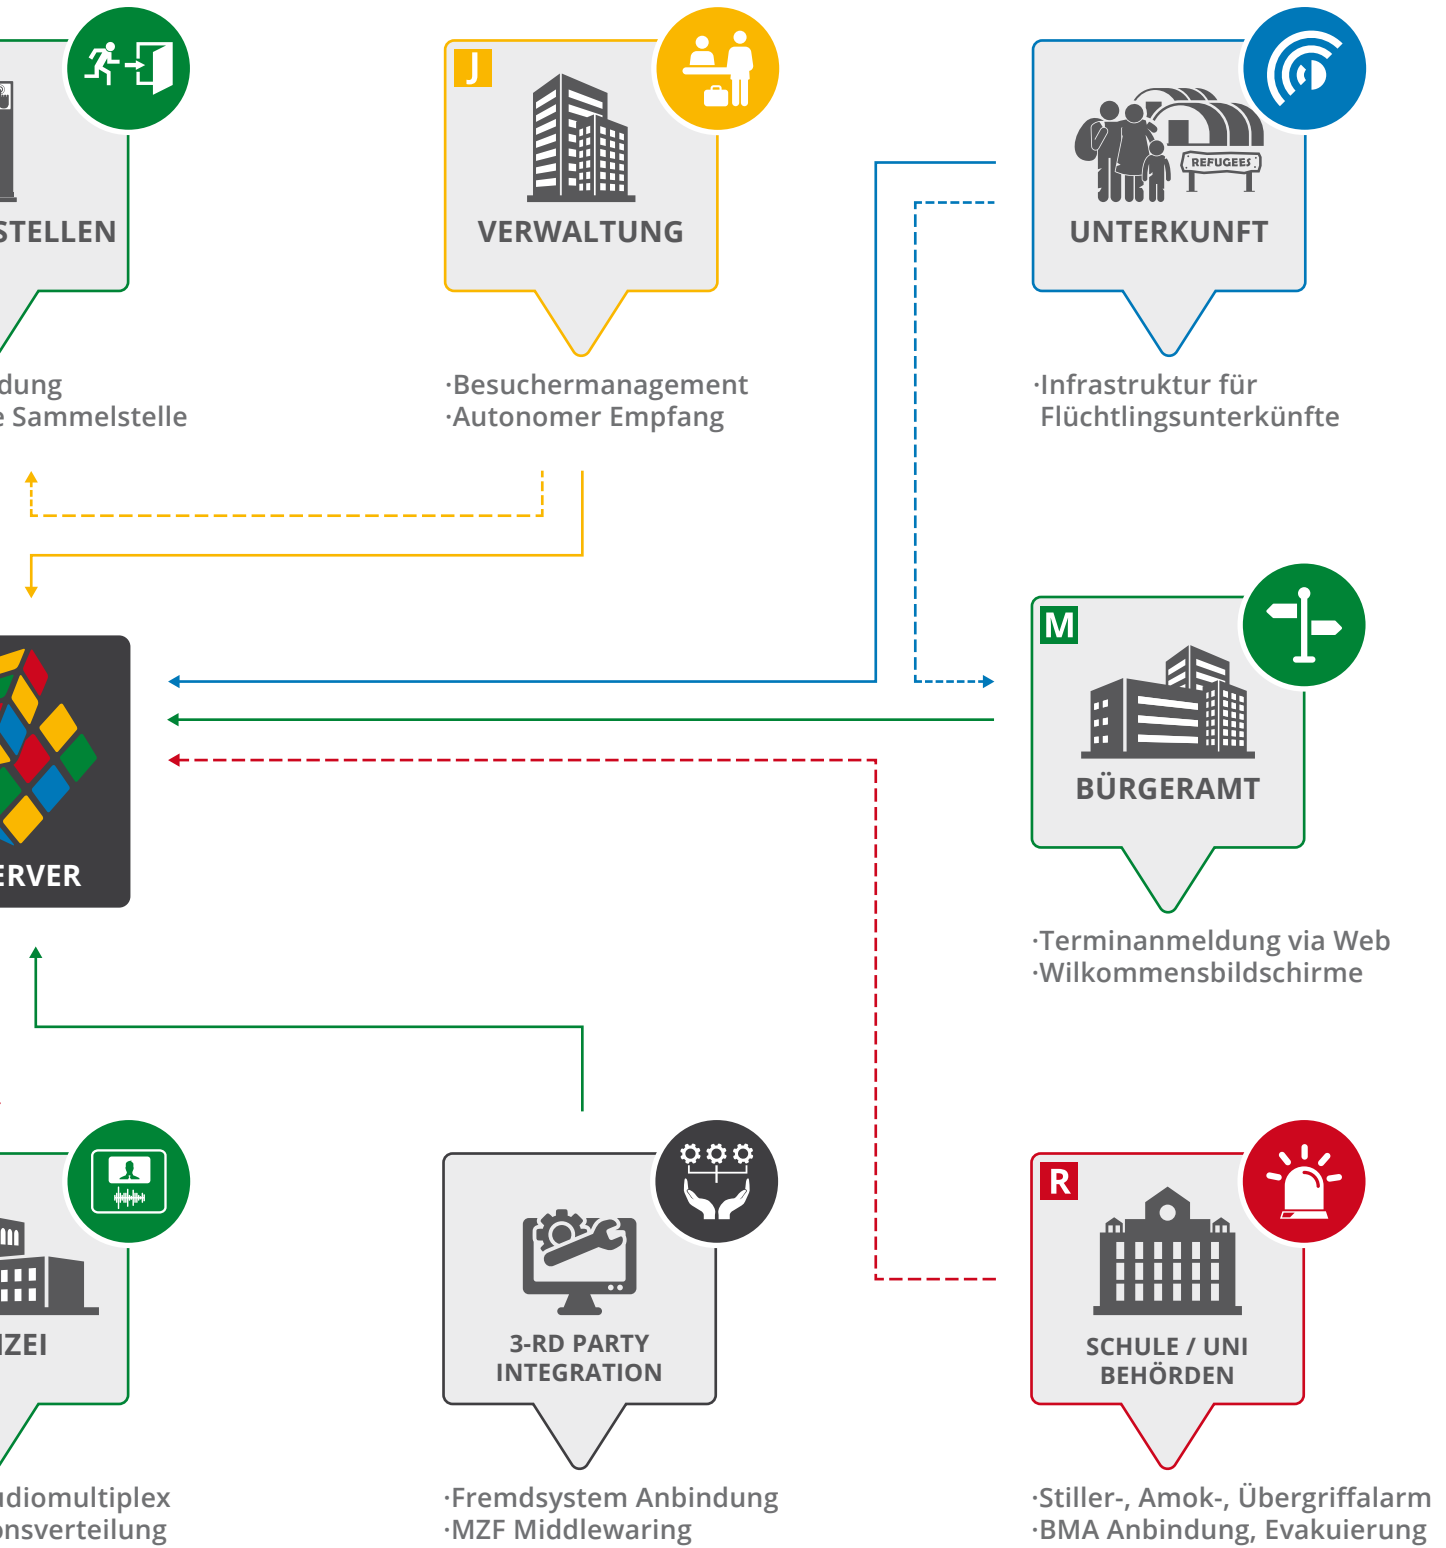 STELLEN
dung
e Sammelstelle
J
VERWALTUNG
·Besuchermanagement
·Autonomer Empfang
REFUGEES
UNTERKUNFT
·Infrastruktur für
Flüchtlingsunterkünfte
ERVER
M
BÜRGERAMT
·Terminanmeldung via Web
·Wilkommensbildschirme
IZEI
udiomultiplex
onsverteilung
3-RD PARTY
INTEGRATION
·Fremdsystem Anbindung
·MZF Middlewaring
R
SCHULE / UNI
BEHÖRDEN
·Stiller-, Amok-, Übergriffalarm
·BMA Anbindung, Evakuierung